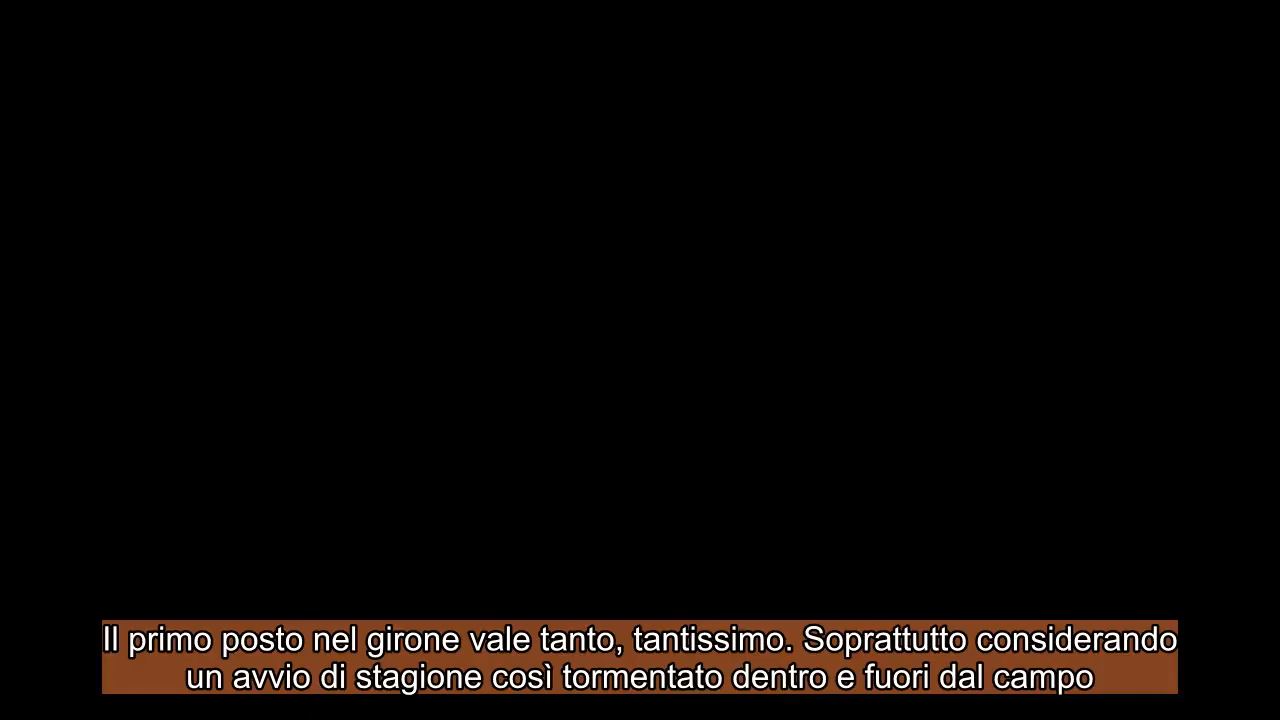 Il primo posto nel girone vale tanto, tantissimo. Soprattutto considerando
un avvio di stagione così tormentato dentro e fuori dal campo